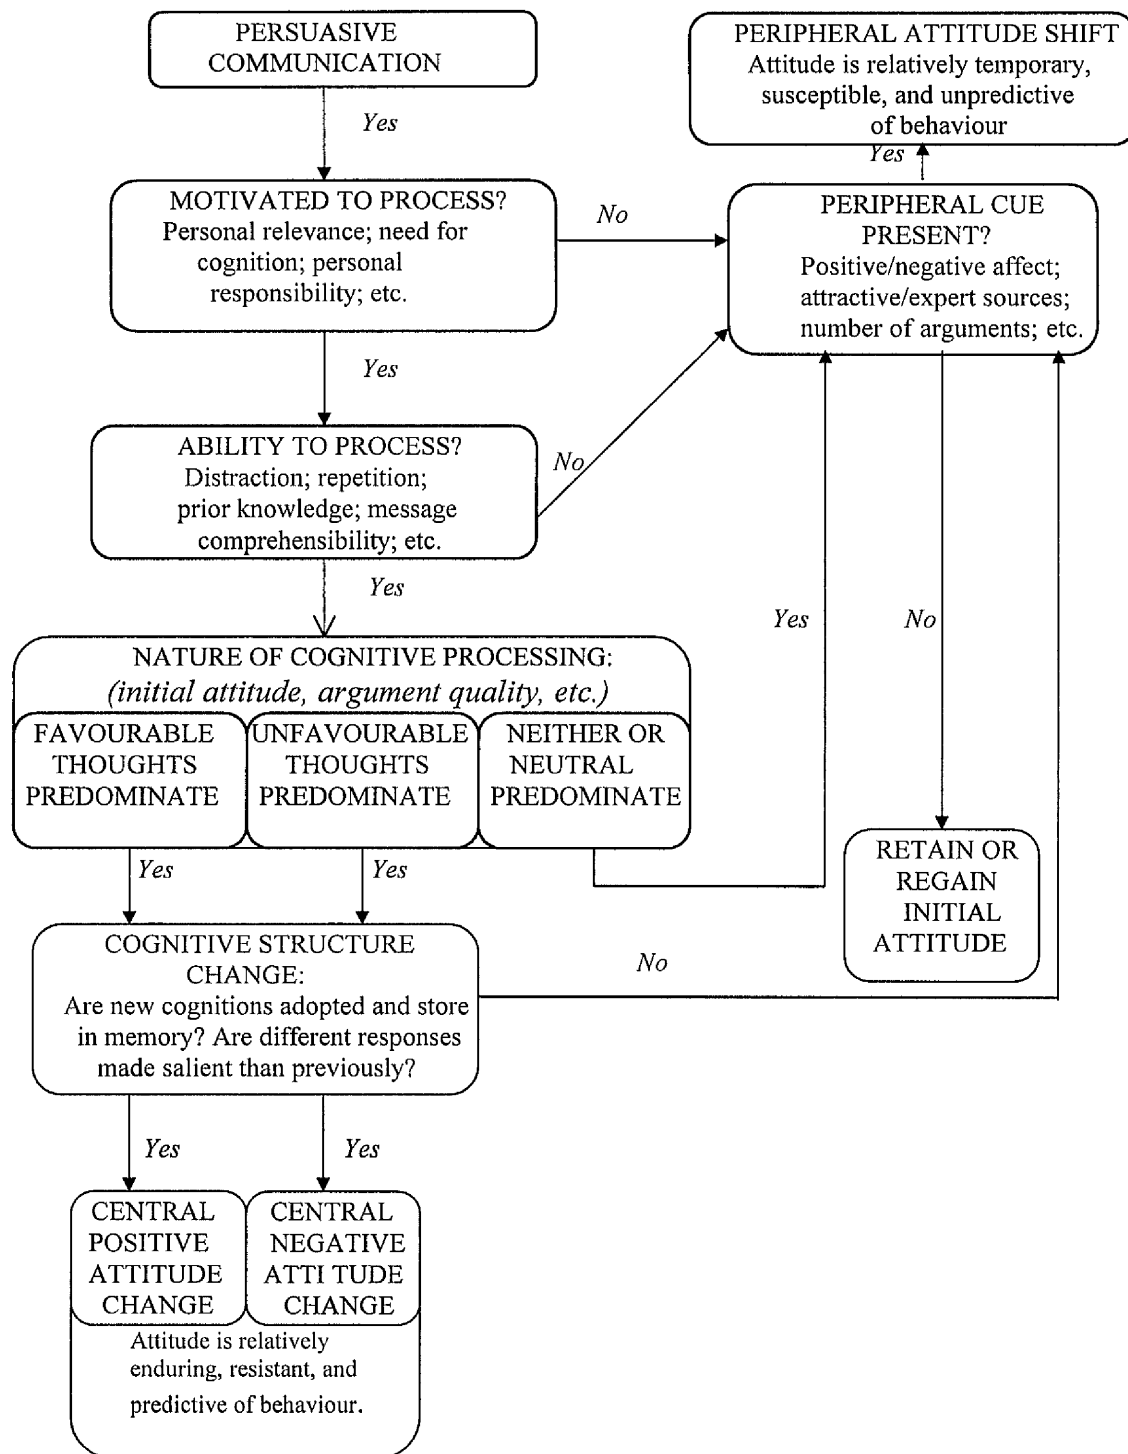 PERSUASIVE
COMMUNICATION
Yes
PERIPHERAL ATTITUDE SHIFT
Attitude is relatively temporary,
susceptible, and unpredictive
of behaviour
Yes
MOTIVATED TO PROCESS?
Personal relevance; need for
cognition; personal
responsibility; etc.
No
PERIPHERAL CUE
PRESENT?
Positive/negative affect;
attractive/expert sources;
number of arguments; etc.
Yes
ABILITY TO PROCESS?
Distraction; repetition;
prior knowledge; message
comprehensibility; etc.
No
Yes
Yes
No
NATURE OF COGNITIVE PROCESSING:
(initial attitude, argument quality, etc.)
FAVOURABLE
THOUGHTS
PREDOMINATE
UNFAVOURABLE
THOUGHTS
PREDOMINATE
NEITHER OR
NEUTRAL
PREDOMINATE
Yes
Yes
RETAIN OR
REGAIN
INITIAL
ATTITUDE
COGNITIVE STRUCTURE
CHANGE:
Are new cognitions adopted and store
in memory? Are different responses
made salient than previously?
No
Yes
Yes
CENTRAL
POSITIVE
ATTITUDE
CHANGE
CENTRAL
NEGATIVE
ATTI TUDE
CHANGE
Attitude is relatively
enduring, resistant, and
predictive of behaviour.